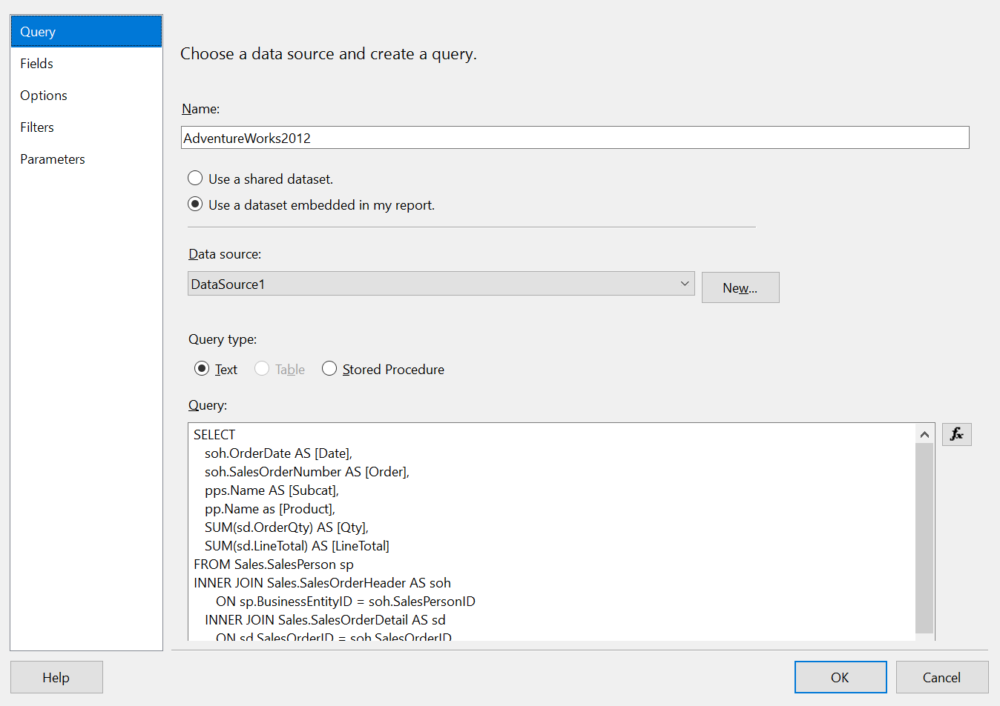 Query
Fields
Options
Filters
Parameters
Choose a data source and create a query.
Name:
AdventureWorks2012
Use a shared dataset.
Use a dataset embedded in my report.
Data source:
DataSource1
New...
Query type:
Text Table Stored Procedure
Query:
fx
SELECT
soh.OrderDate AS [Date],
soh.SalesOrderNumber AS [Order],
pps.Name AS [Subcat],
pp.Name as [Product],
SUM(sd.OrderQty) AS [Qty],
SUM(sd.LineTotal) AS [LineTotal]
FROM Sales.SalesPerson sp
INNER JOIN Sales.SalesOrderHeader AS soh
ON sp.BusinessEntityID = soh.SalesPersonID
INNER JOIN Sales.SalesOrderDetail AS sd
ON sd.SalesOrderID = soh.SalesOrderID
Help
OK
Cancel